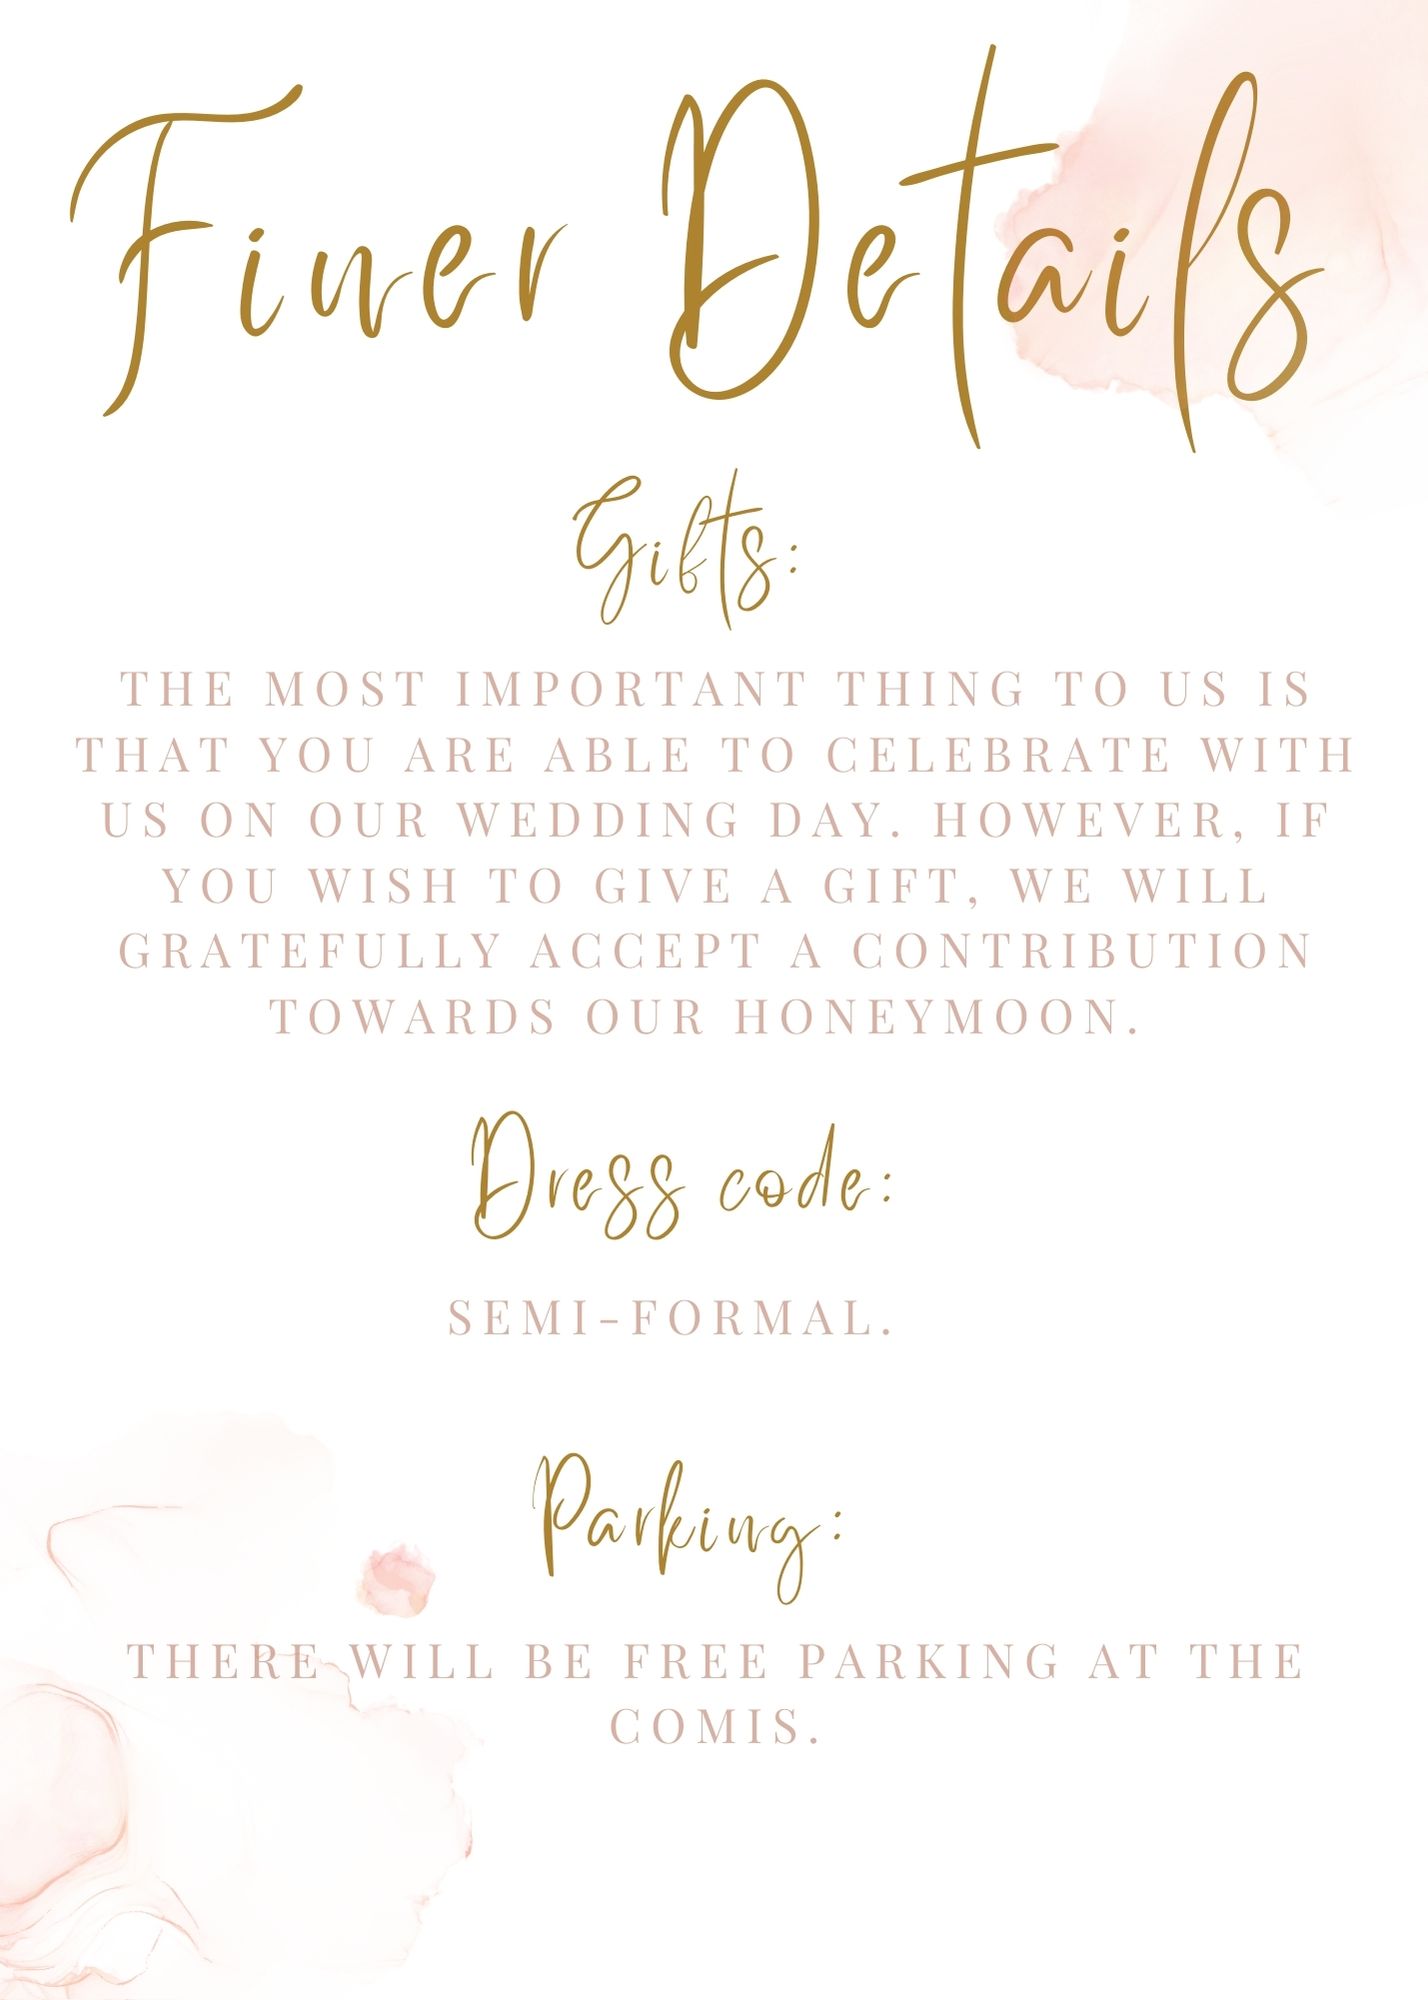 Finer Details
Gifts:
THE MOST IMPORTANT THING TO US IS
THAT YOU ARE ABLE TO CELEBRATE WITH
US ON OUR WEDDING DAY. HOWEVER, IF
YOU WISH TO GIVE A GIFT, WE WILL
GRATEFULLY ACCEPT A CONTRIBUTION
TOWARDS OUR HONEYMOON.
Dress code:
SEMI-FORMAL.
Parking:
THERE WILL BE FREE PARKING AT THE
COMIS.